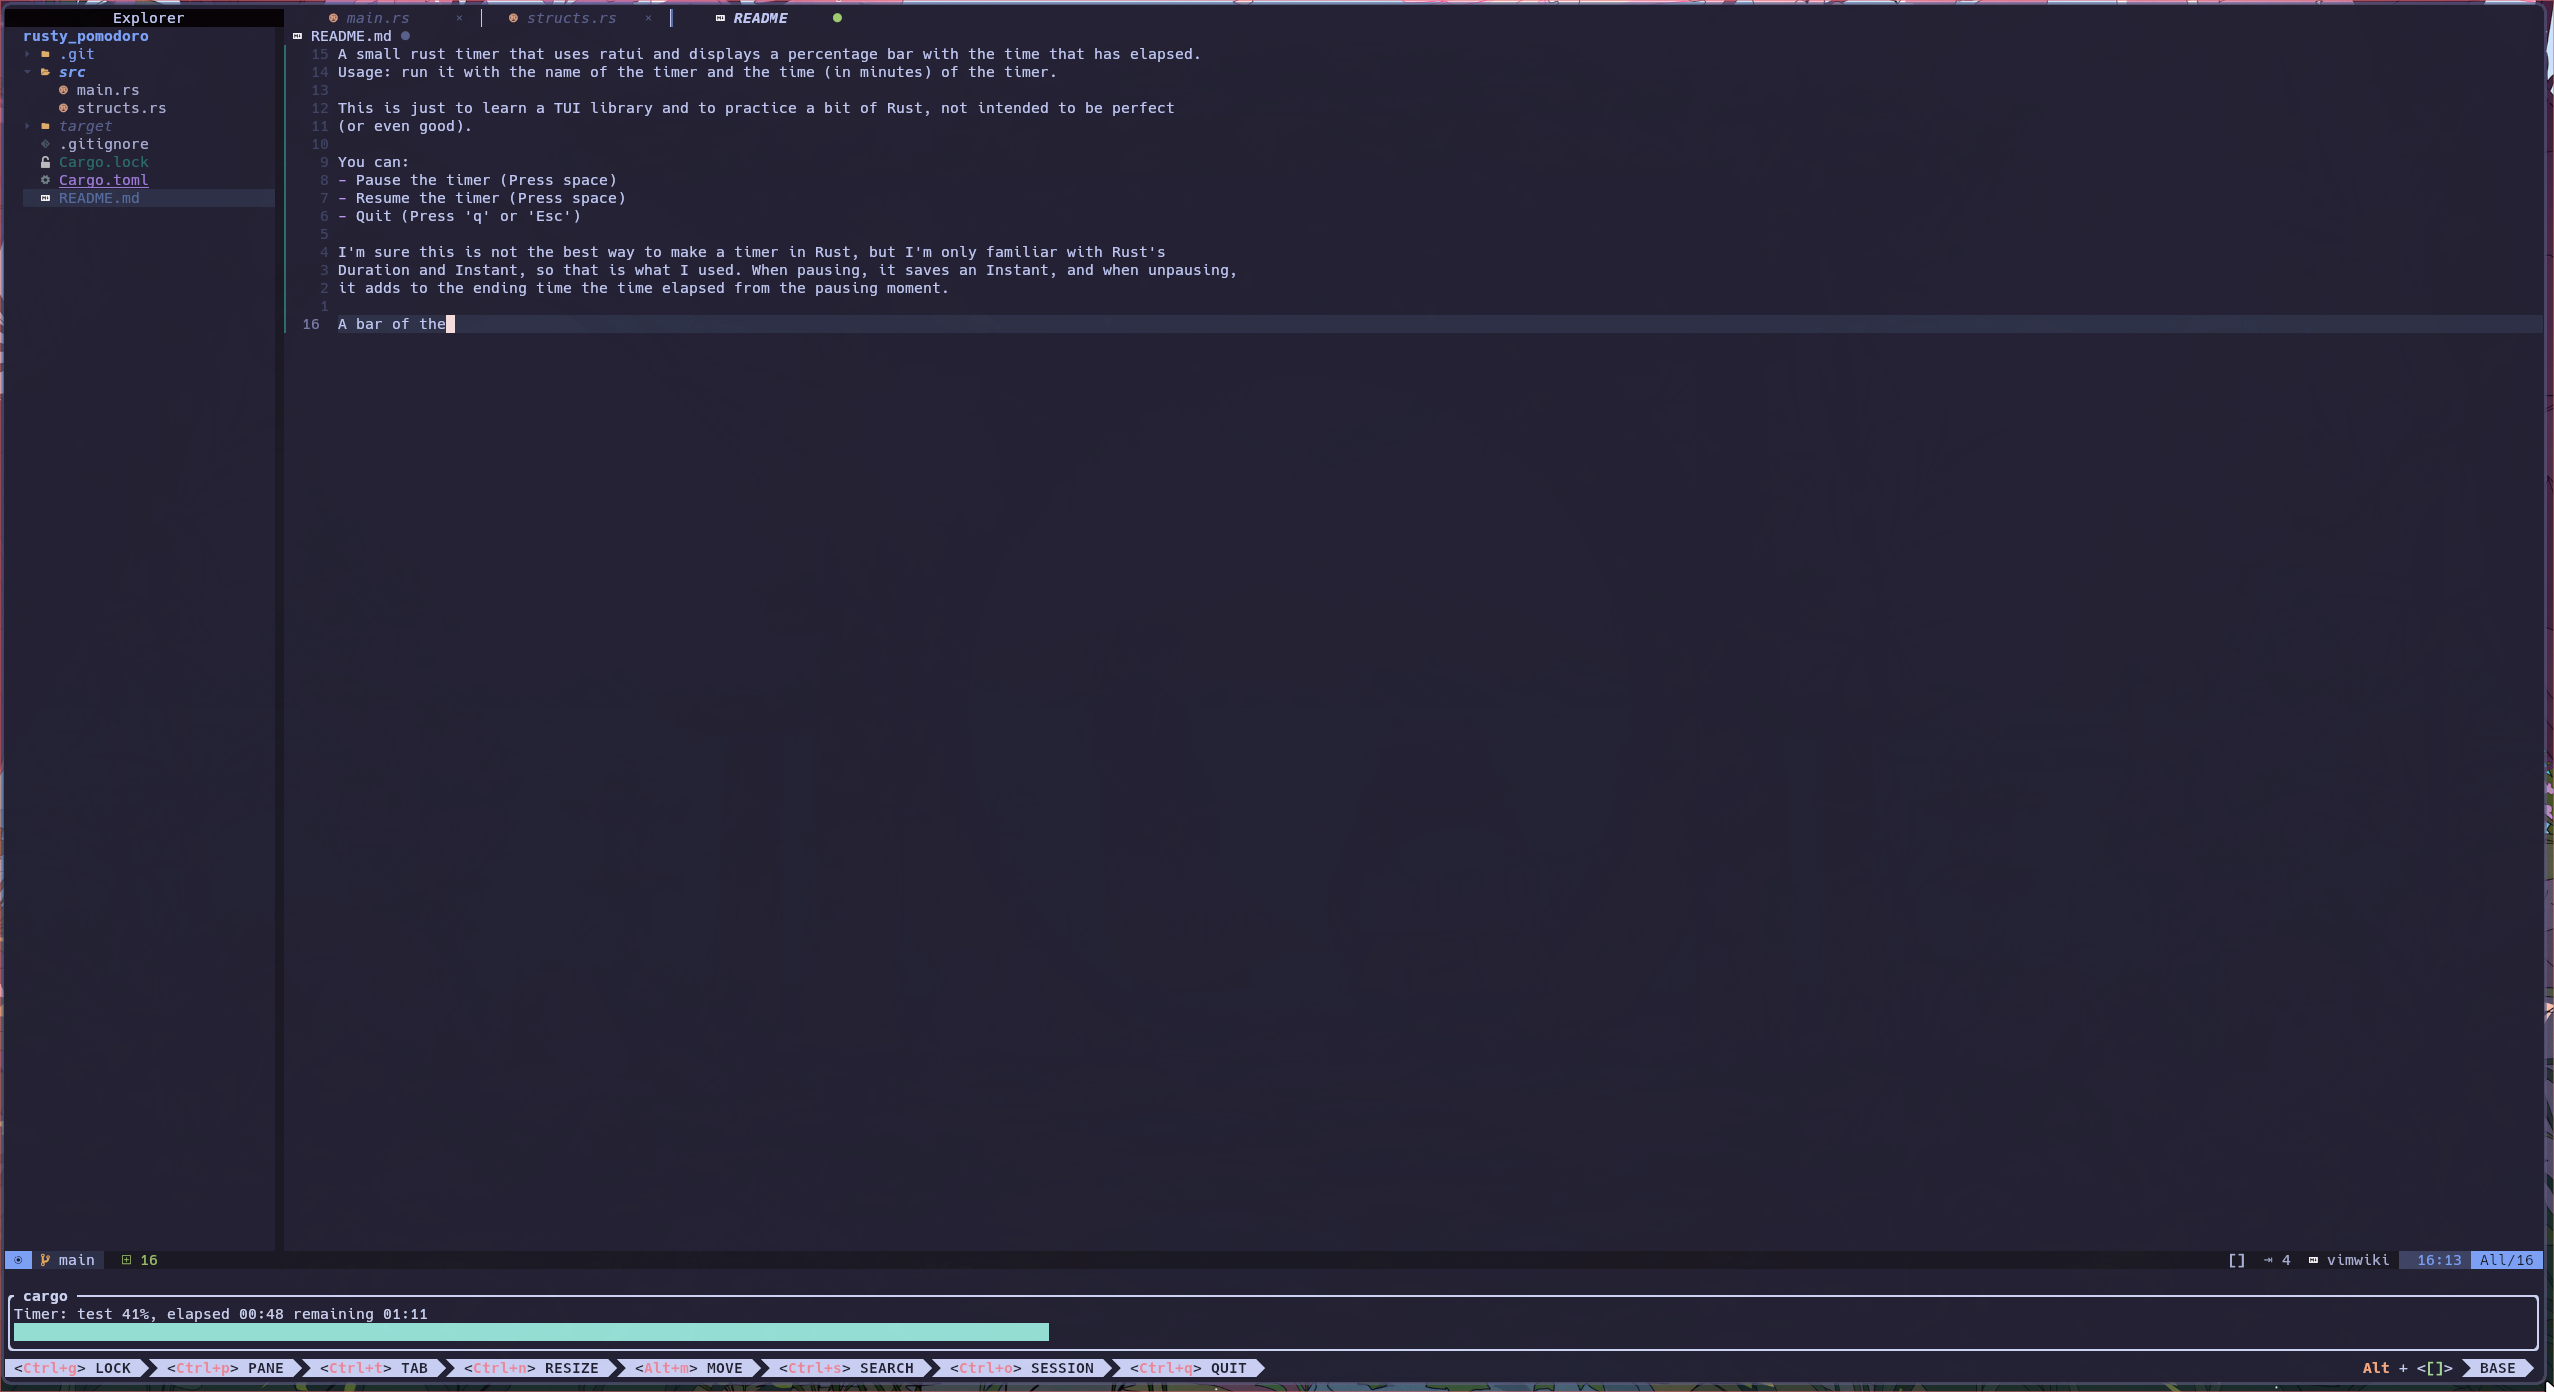 Explorer
main.rs ×
structs.rs ×
README
rusty_pomodoro
README.md
.git
src
main.rs
structs.rs
target
.gitignore
Cargo.lock
Cargo.toml
README.md
15 A small rust timer that uses ratui and displays a percentage bar with the time that has elapsed.
14 Usage: run it with the name of the timer and the time (in minutes) of the timer.
13
12 This is just to learn a TUI library and to practice a bit of Rust, not intended to be perfect
11 (or even good).
10
9 You can:
8 - Pause the timer (Press space)
7 - Resume the timer (Press space)
6 - Quit (Press 'q' or 'Esc')
5
4 I'm sure this is not the best way to make a timer in Rust, but I'm only familiar with Rust's
3 Duration and Instant, so that is what I used. When pausing, it saves an Instant, and when unpausing,
2 it adds to the ending time the time elapsed from the pausing moment.
1
16 A bar of the
main 16 [] 4 vimwiki 16:13 All/16
cargo
Timer: test 41%, elapsed 00:48 remaining 01:11
<Ctrl+g> LOCK <Ctrl+p> PANE <Ctrl+t> TAB <Ctrl+n> RESIZE <Alt+m> MOVE <Ctrl+s> SEARCH <Ctrl+o> SESSION <Ctrl+q> QUIT Alt + <[]> BASE